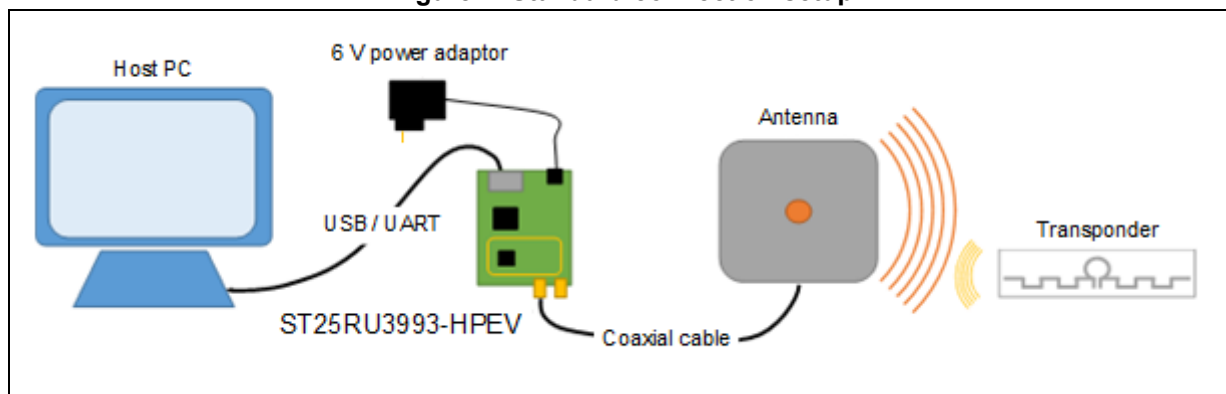 6 V power adaptor
Host PC
Antenna
USB / UART
Transponder
ST25RU3993-HPEV
Coaxial cable